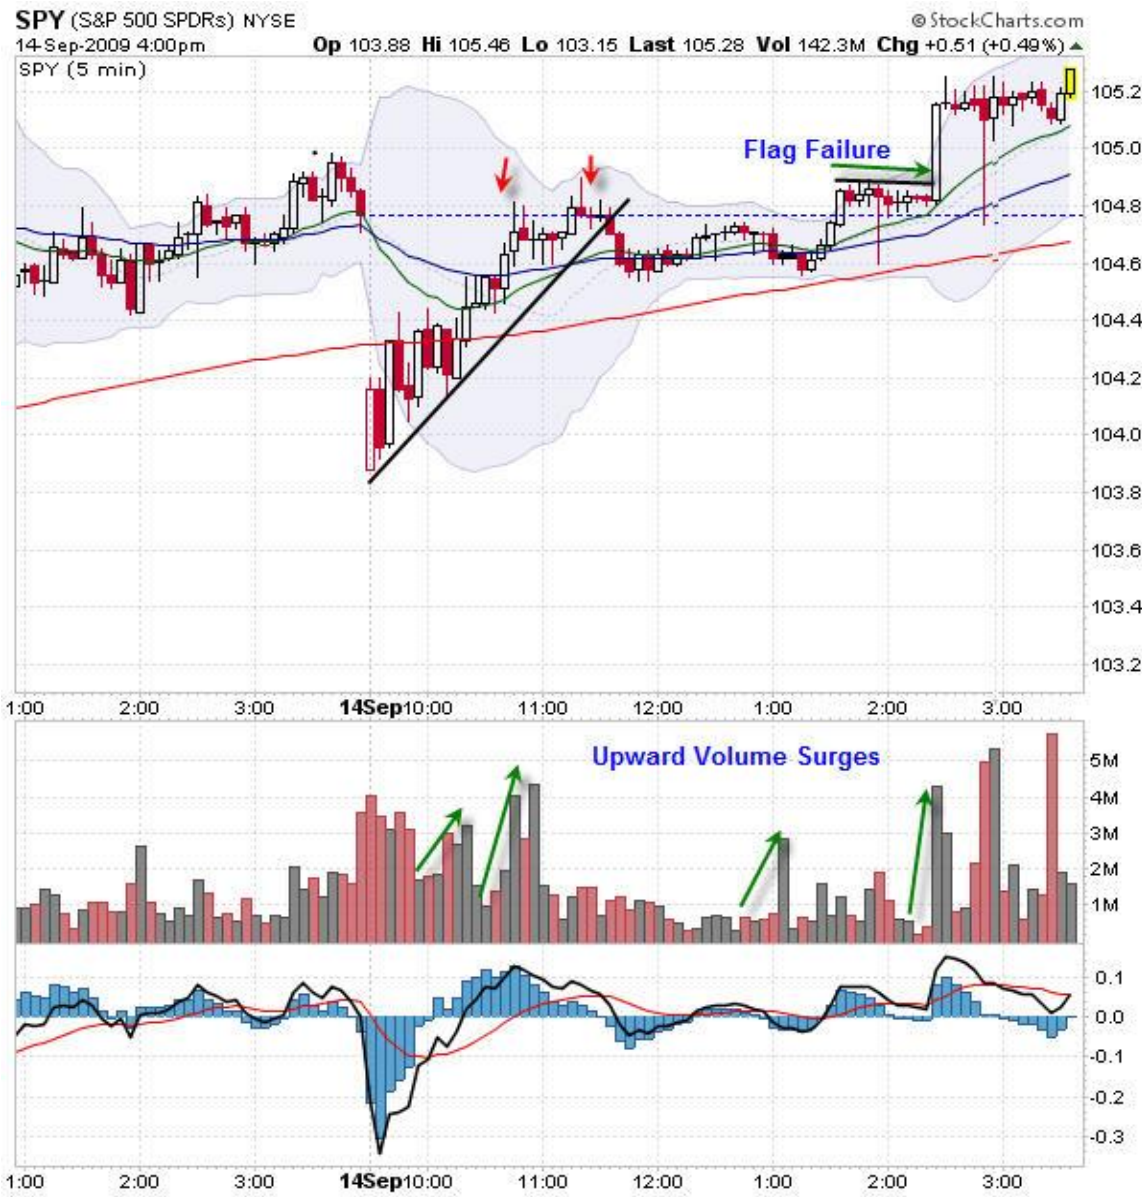 SPY (S&P 500 SPDRs) NYSE
© StockCharts.com
14-Sep-2009 4:00pm
Op 103.88 Hi 105.46 Lo 103.15 Last 105.28 Vol 142.3M Chg +0.51 (+0.49%)
SPY (5 min)
105.2
Flag Failure
105.0
104.8
104.6
104.4
104.2
104.0
103.8
103.6
103.4
103.2
1:00 2:00 3:00 14Sep 10:00 11:00 12:00 1:00 2:00 3:00
Upward Volume Surges
5M
4M
3M
2M
1M
0.1
0.0
-0.1
-0.2
-0.3
1:00 2:00 3:00 14Sep 10:00 11:00 12:00 1:00 2:00 3:00